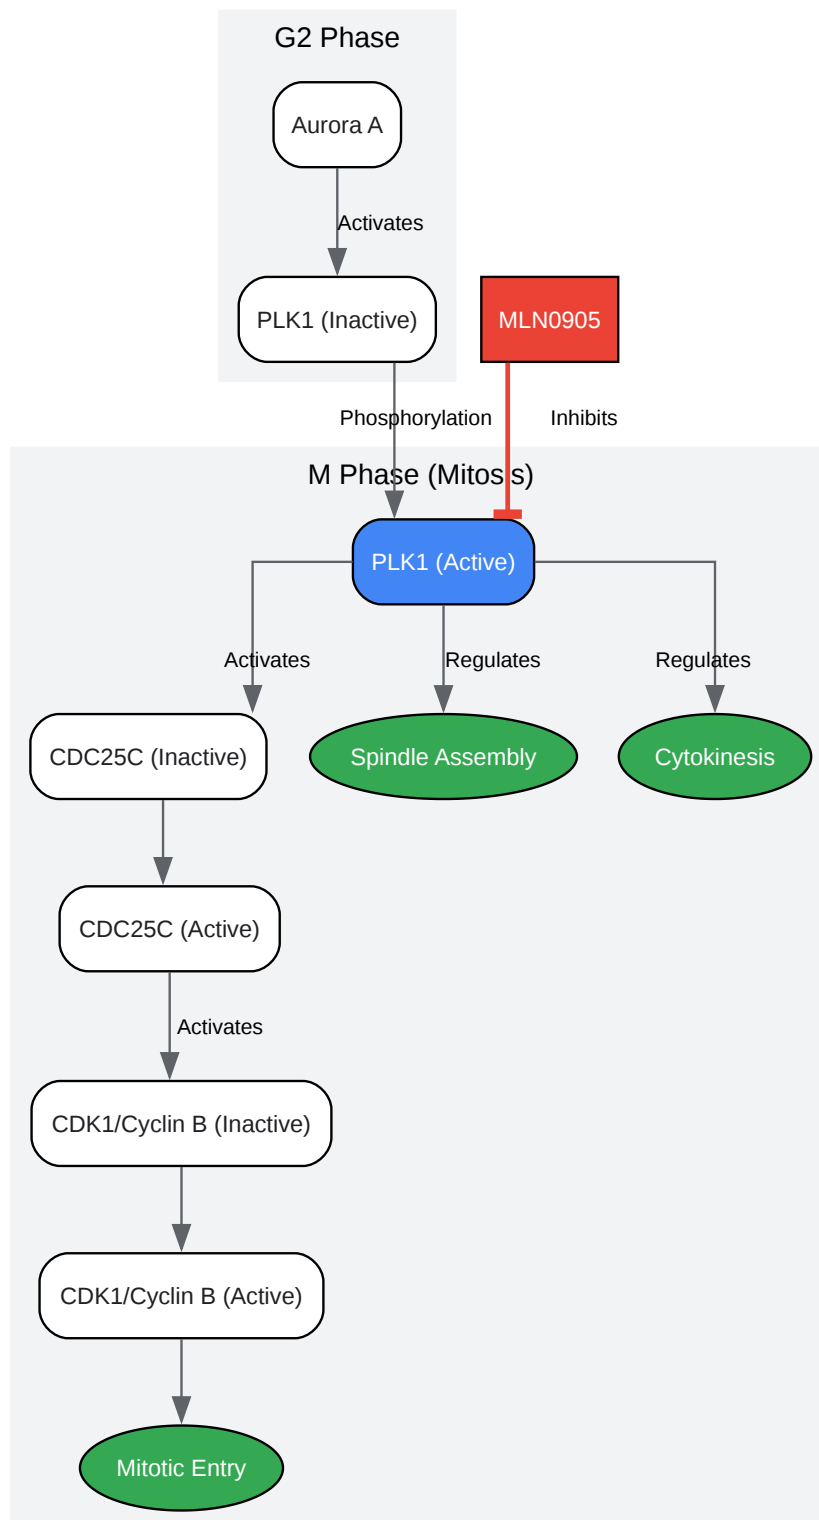 G2 Phase
Aurora A
Activates
PLK1 (Inactive)
MLN0905
Phosphorylation
Inhibits
M Phase (Mitosis)
PLK1 (Active)
Activates
Regulates
Regulates
CDC25C (Inactive)
Spindle Assembly
Cytokinesis
CDC25C (Active)
Activates
CDK1/Cyclin B (Inactive)
CDK1/Cyclin B (Active)
Mitotic Entry